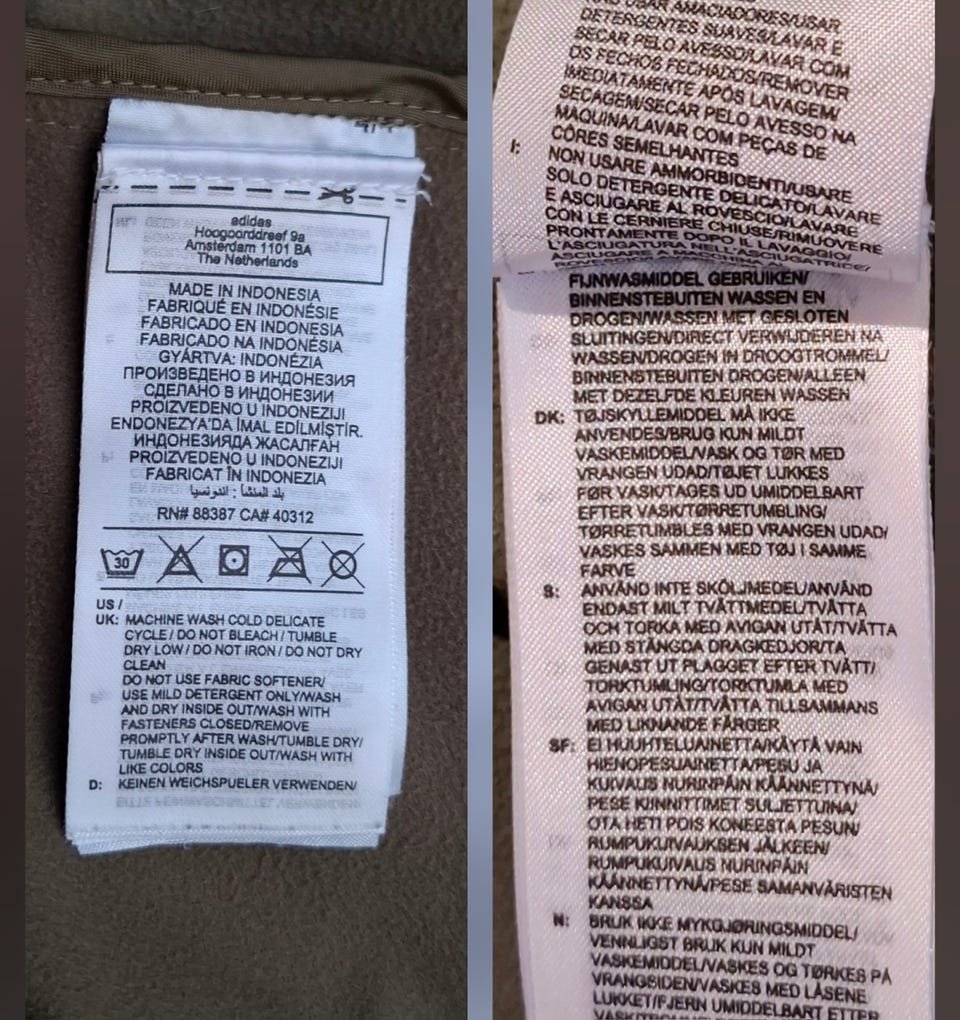 adidas
Hoogoorddreef 9a
Amsterdam 1101 BA
The Netherlands
MADE IN INDONESIA
FABRIQUÉ EN INDONÉSIE
FABRICADO EN INDONESIA
FABRICADO NA INDONÉSIA
GYÁRTVA: INDONÉZIA
ПРОИЗВЕДЕНО В ИНДОНЕЗИЯ
СДЕЛАНО В ИНДОНЕЗИИ
PROIZVEDENO U INDONEZIJI
ENDONEZYA'DA İMAL EDİLMİŞTİR.
ИНДОНЕЗИЯДА ЖАСАЛҒАН
PROIZVEDENO U INDONEZIJI
FABRICAT ÎN INDONEZIA
بلد المنشأ : اندونسيا
RN# 88387 CA# 40312
30
US /
UK: MACHINE WASH COLD DELICATE
CYCLE / DO NOT BLEACH / TUMBLE
DRY LOW / DO NOT IRON / DO NOT DRY
CLEAN
DO NOT USE FABRIC SOFTENER/
USE MILD DETERGENT ONLY/WASH
AND DRY INSIDE OUT/WASH WITH
FASTENERS CLOSED/REMOVE
PROMPTLY AFTER WASH/TUMBLE DRY/
TUMBLE DRY INSIDE OUT/WASH WITH
LIKE COLORS
D: KEINEN WEICHSPUELER VERWENDEN/
USAR AMACIADORES/USAR
DETERGENTES SUAVES/LAVAR E
SECAR PELO AVESSO/LAVAR COM
OS FECHOS FECHADOS/REMOVER
IMEDIATAMENTE APÓS LAVAGEM/
SECAGEM/SECAR PELO AVESSO NA
MAQUINA/LAVAR COM PEÇAS DE
CÔRES SEMELHANTES
I: NON USARE AMMORBIDENTI/USARE
SOLO DETERGENTE DELICATO/LAVARE
E ASCIUGARE AL ROVESCIO/LAVARE
CON LE CERNIERE CHIUSE/RIMUOVERE
PRONTAMENTE DOPO IL LAVAGGIO/
L'ASCIUGATURA NELL'ASCIUGATRICE/
FIJNWASMIDDEL GEBRUIKEN/
BINNENSTEBUITEN WASSEN EN
DROGEN/WASSEN MET GESLOTEN
SLUITINGEN/DIRECT VERWIJDEREN NA
WASSEN/DROGEN IN DROOGTROMMEL/
BINNENSTEBUITEN DROGEN/ALLEEN
MET DEZELFDE KLEUREN WASSEN
DK: TØJSKYLLEMIDDEL MÅ IKKE
ANVENDES/BRUG KUN MILDT
VASKEMIDDEL/VASK OG TØR MED
VRANGEN UDAD/TØJET LUKKES
FØR VASK/TAGES UD UMIDDELBART
EFTER VASK/TØRRETUMBLING/
TØRRETUMBLES MED VRANGEN UDAD/
VASKES SAMMEN MED TØJ I SAMME
FARVE
S: ANVÄND INTE SKÖLJMEDEL/ANVÄND
ENDAST MILT TVÄTTMEDEL/TVÄTTA
OCH TORKA MED AVIGAN UTÅT/TVÄTTA
MED STÄNGDA DRAGKEDJOR/TA
GENAST UT PLAGGET EFTER TVÄTT/
TORKTUMLING/TORKTUMLA MED
AVIGAN UTÅT/TVÄTTA TILLSAMMANS
MED LIKNANDE FÄRGER
SF: EI HUUHTELUAINETTA/KÄYTÄ VAIN
HIENOPESUAINETTA/PESU JA
KUIVAUS NURINPÄIN KÄÄNNETTYNÄ/
PESE KIINNITTIMET SULJETTUINA/
OTA HETI POIS KONEESTA PESUN/
RUMPUKUIVAUKSEN JÄLKEEN/
RUMPUKUIVAUS NURINPÄIN
KÄÄNNETTYNÄ/PESE SAMANVÄRISTEN
KANSSA
N: BRUK IKKE MYKGJØRINGSMIDDEL/
VENNLIGST BRUK KUN MILDT
VASKEMIDDEL/VASKES OG TØRKES PÅ
VRANGSIDEN/VASKES MED LÅSENE
LUKKET/FJERN UMIDDELBART ETTER